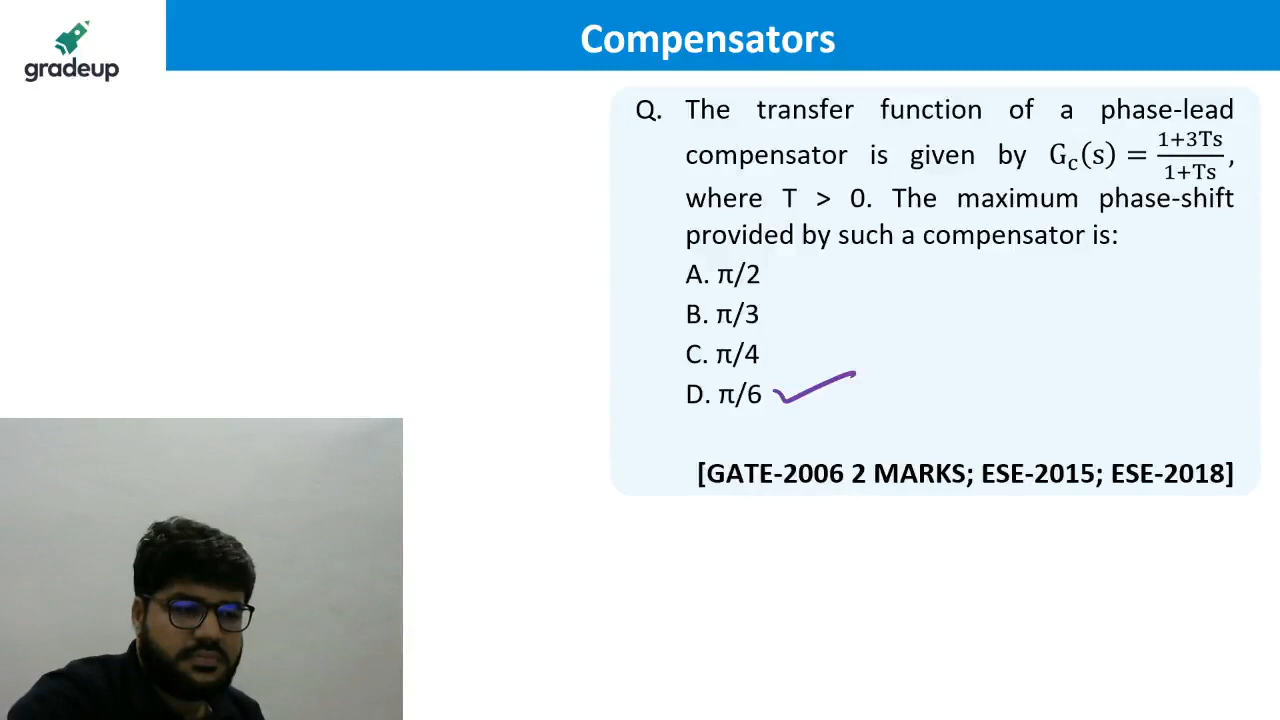 Compensators
gradeup
Q. The transfer function of a phase-lead
compensator is given by G_c(s) = \frac{1+3Ts}{1+Ts},
where T > 0. The maximum phase-shift
provided by such a compensator is:
A. π/2
B. π/3
C. π/4
D. π/6
[GATE-2006 2 MARKS; ESE-2015; ESE-2018]